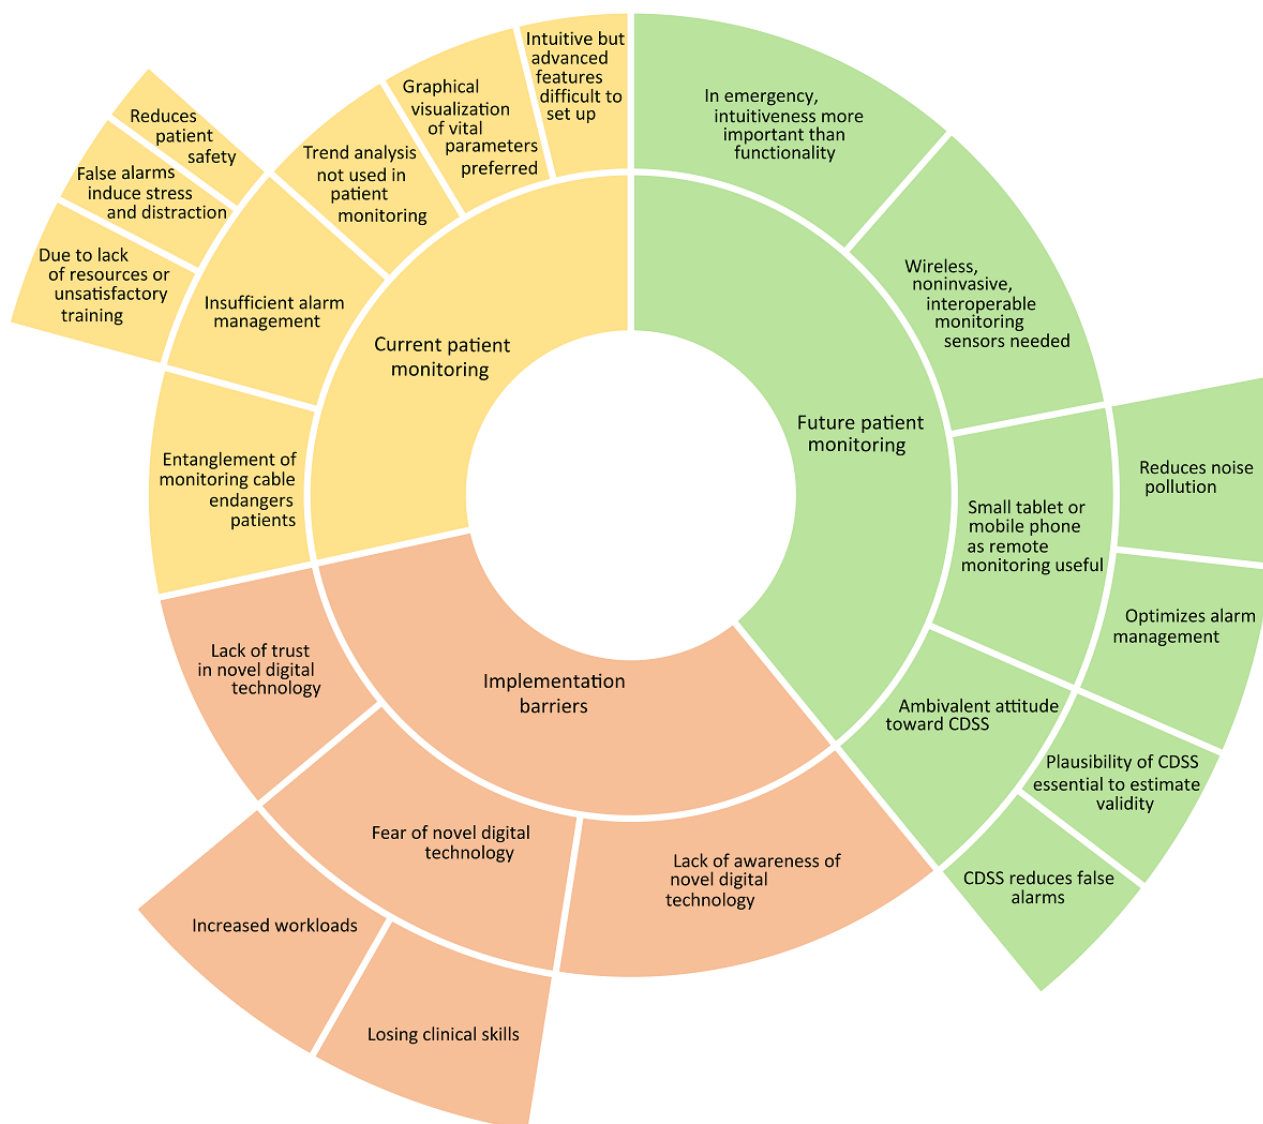 Intuitive but
advanced
features
difficult to
set up
Graphical
visualization
of vital
parameters
preferred
Trend analysis
not used in
patient
monitoring
Reduces
patient
safety
False alarms
induce stress
and distraction
Due to lack
of resources or
unsatisfactory
training
Insufficient alarm
management
Entanglement of
monitoring cable
endangers
patients
Current patient
monitoring
In emergency,
intuitiveness more
important than
functionality
Wireless,
noninvasive,
interoperable
monitoring
sensors needed
Future patient
monitoring
Small tablet or
mobile phone
as remote
monitoring useful
Reduces noise
pollution
Optimizes alarm
management
Ambivalent attitude
toward CDSS
Plausibility of CDSS
essential to estimate
validity
CDSS reduces false
alarms
Implementation
barriers
Lack of trust
in novel digital
technology
Fear of novel digital
technology
Lack of awareness of
novel digital
technology
Increased workloads
Losing clinical skills